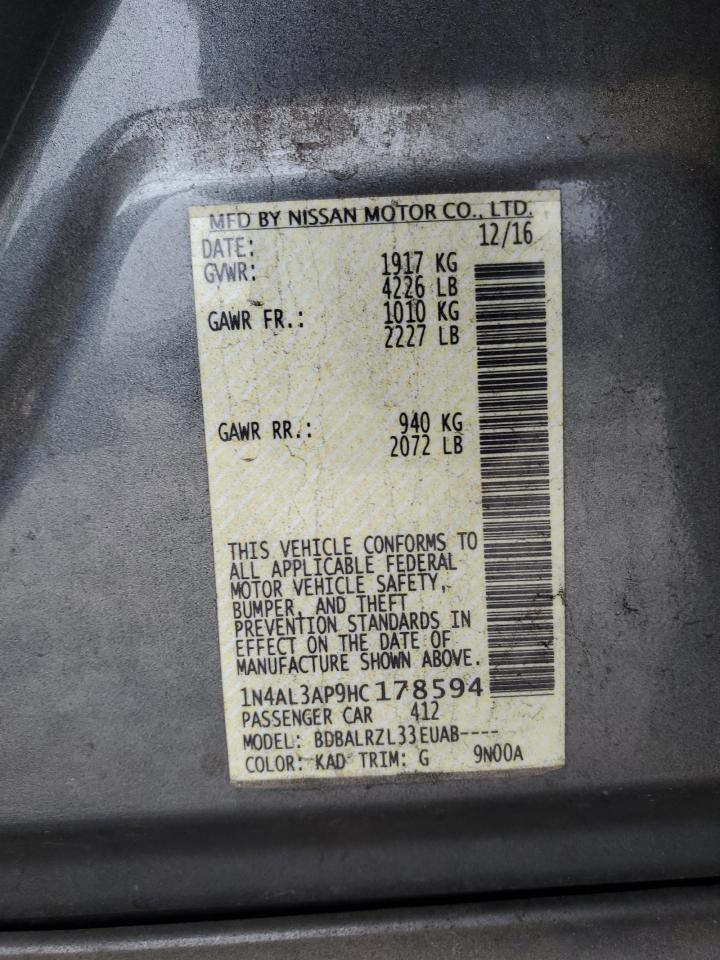 MFD BY NISSAN MOTOR CO., LTD.
DATE: 12/16
GVWR: 1917 KG
4226 LB
GAWR FR.: 1010 KG
2227 LB
GAWR RR.: 940 KG
2072 LB
THIS VEHICLE CONFORMS TO
ALL APPLICABLE FEDERAL
MOTOR VEHICLE SAFETY,
BUMPER, AND THEFT
PREVENTION STANDARDS IN
EFFECT ON THE DATE OF
MANUFACTURE SHOWN ABOVE.
1N4AL3AP9HC178594
PASSENGER CAR 412
MODEL: BDBALRZL33EUAB----
COLOR: KAD TRIM: G 9N00A